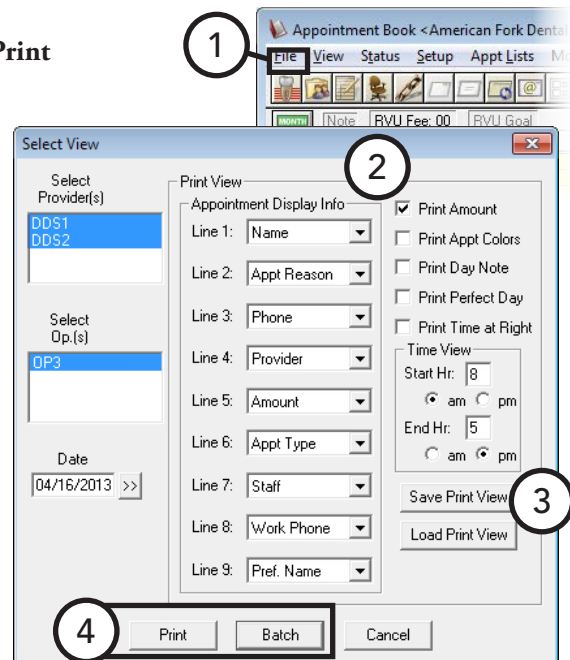 Print
1
Appointment Book <American Fork Dental
File View Status Setup Appt Lists
MONTH Note RVU Fee: 00 RVU Goal
Select View
2
Select
Provider(s)
DDS1
DDS2
Select
Op.(s)
OP3
Date
04/16/2013 >>
Print View
Appointment Display Info
Line 1: Name
Line 2: Appt Reason
Line 3: Phone
Line 4: Provider
Line 5: Amount
Line 6: Appt Type
Line 7: Staff
Line 8: Work Phone
Line 9: Pref. Name
Print Amount
Print Appt Colors
Print Day Note
Print Perfect Day
Print Time at Right
Time View
Start Hr: 8
am pm
End Hr: 5
am pm
Save Print View
3
Load Print View
4
Print Batch Cancel